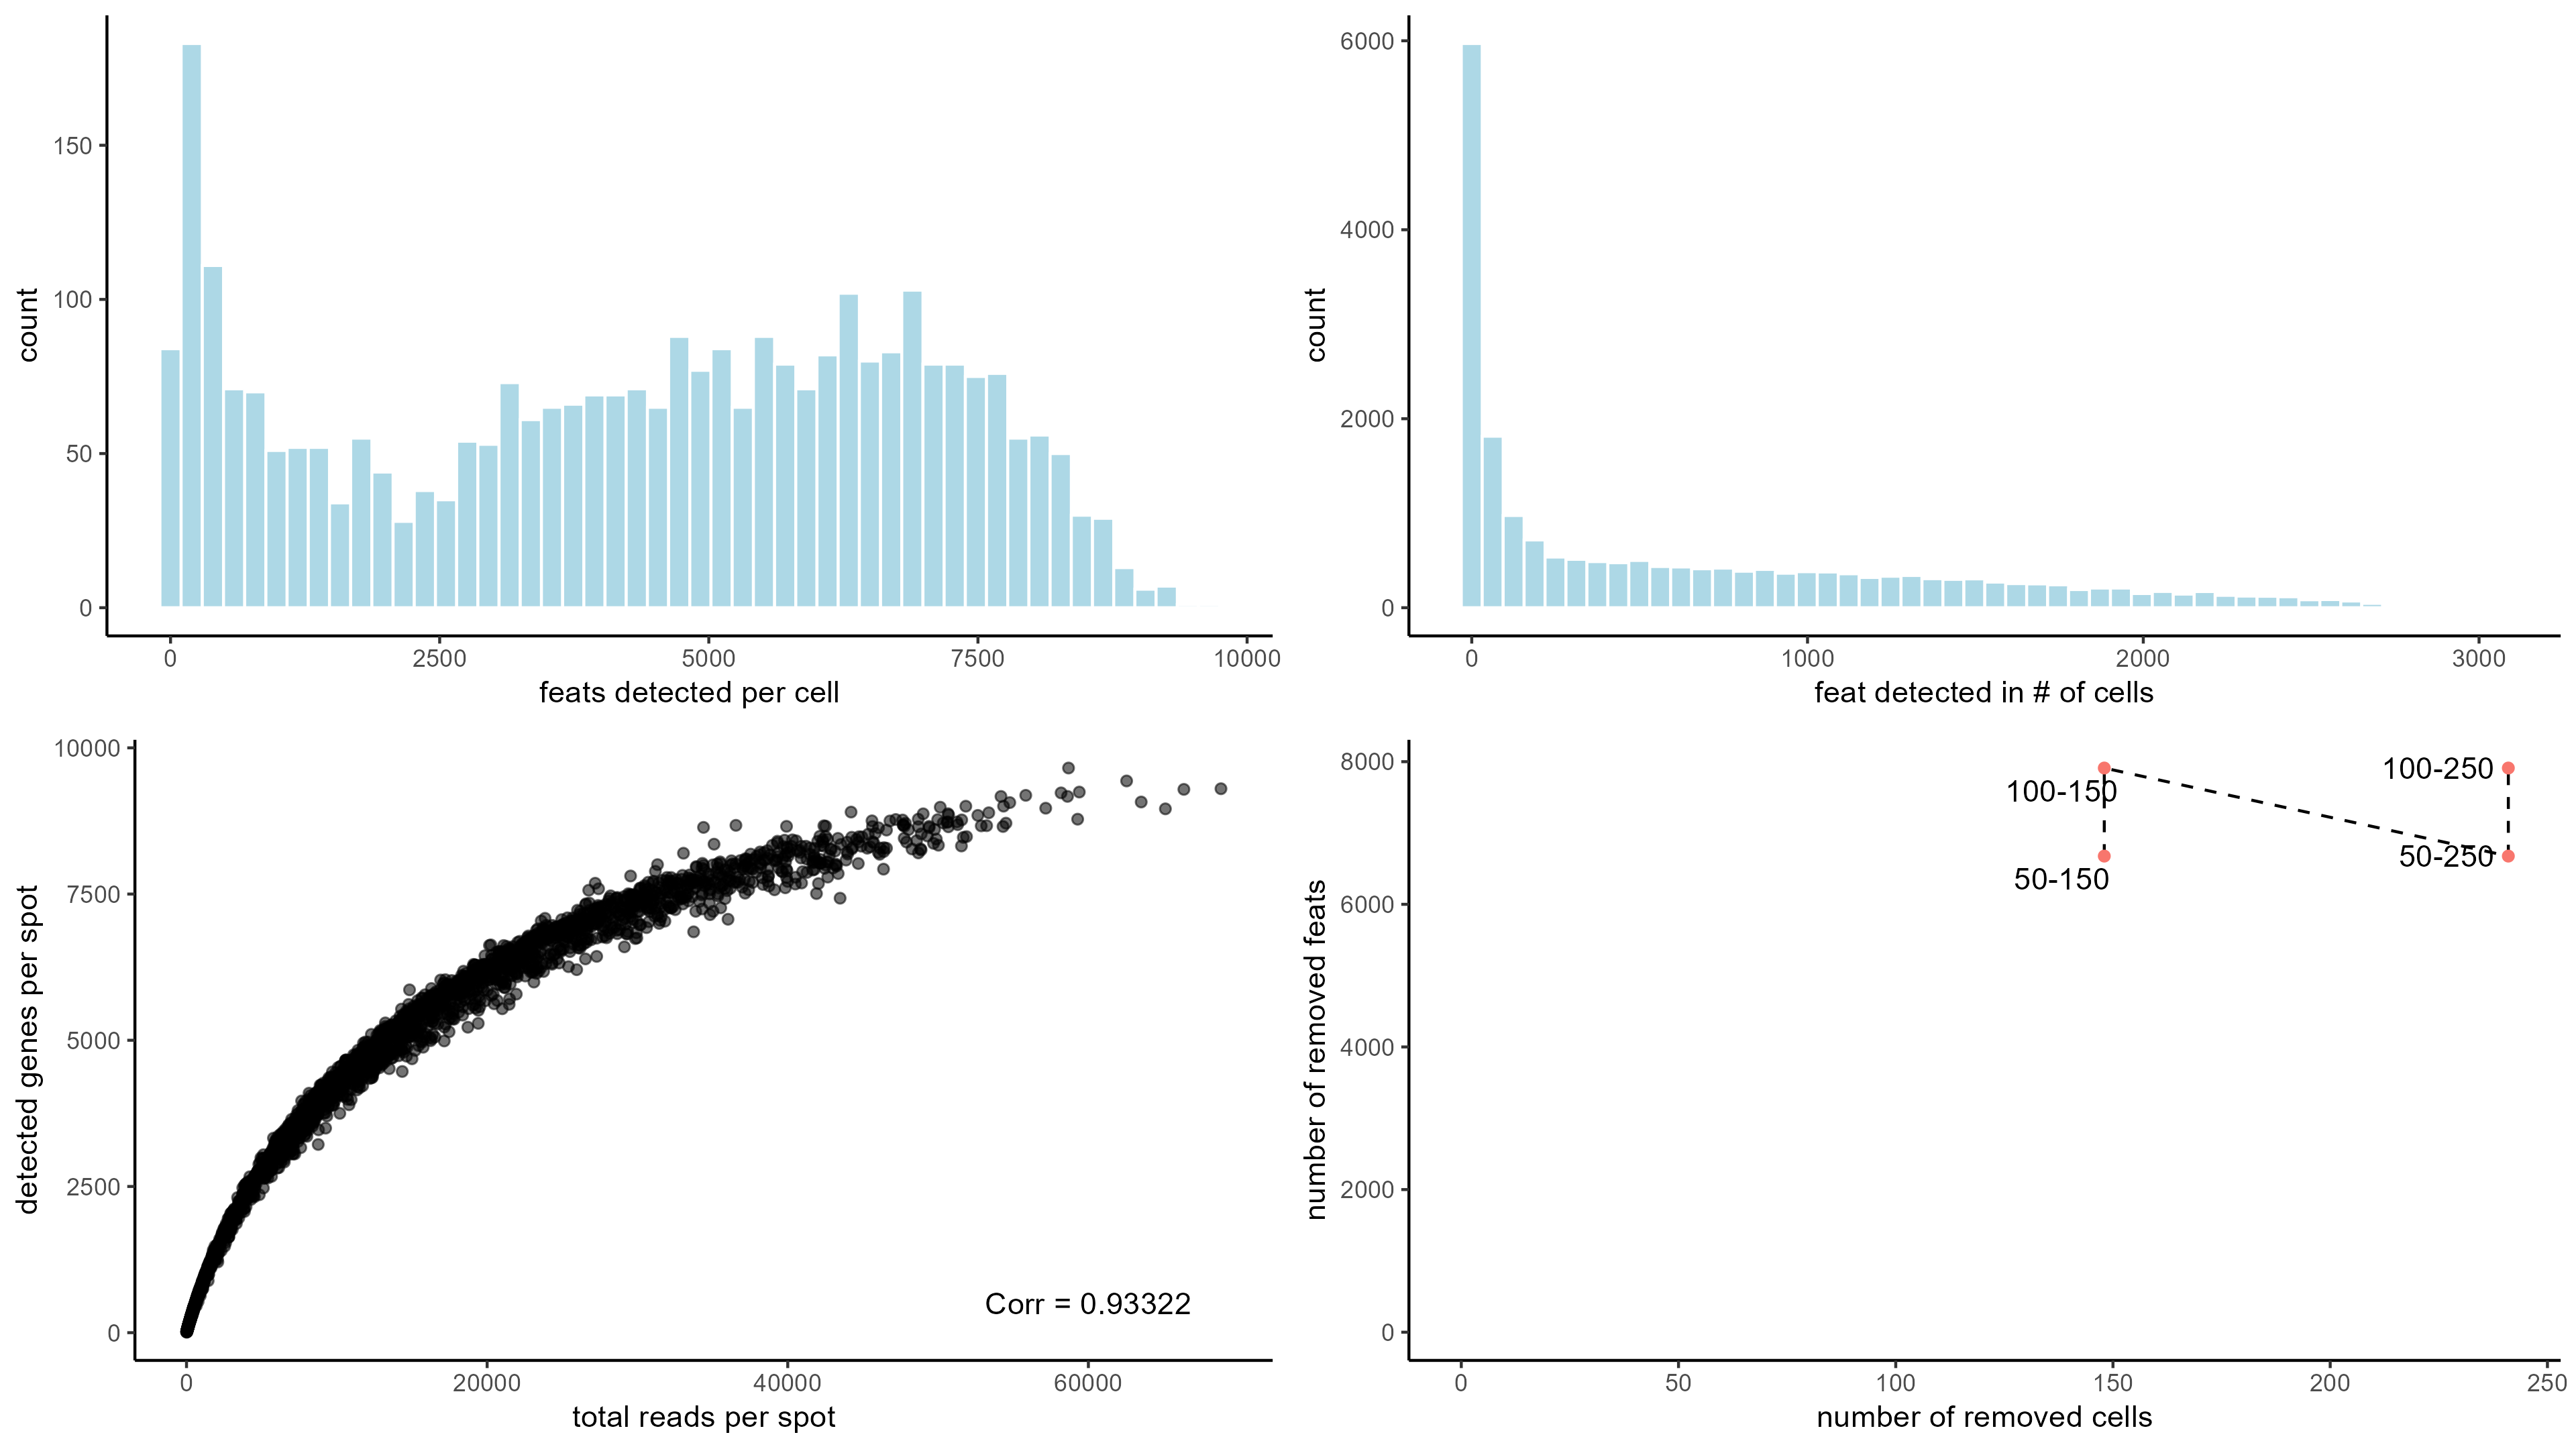 count
150
100
50
0
0 2500 5000 7500 10000
feats detected per cell
count
6000
4000
2000
0
0 1000 2000 3000
feat detected in # of cells
detected genes per spot
10000
7500
5000
2500
0
Corr = 0.93322
0 20000 40000 60000
total reads per spot
number of removed feats
8000
6000
4000
2000
0
100-150
100-250
50-150
50-250
0 50 100 150 200 250
number of removed cells